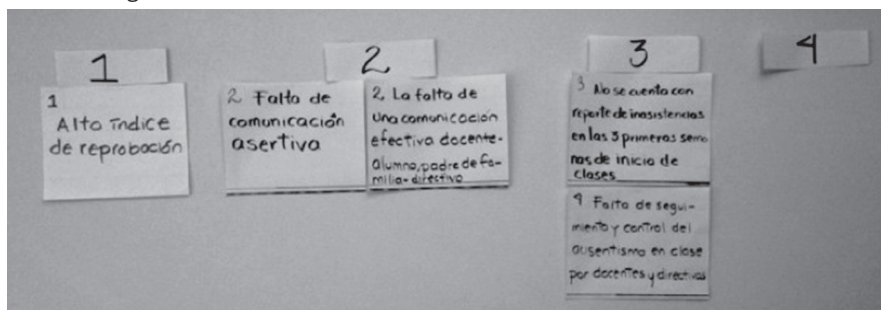 1
1
Alto índice
de reprobación
2
2 Falta de
comunicación
asertiva
2 La falta de
una comunicación
efectiva docente-
alumno, padre de fa-
milia-directivo
3
3 No se cuenta con
reporte de inasistencias
en las 3 primeras sema
nas de inicio de
clases
4 Falta de segui-
miento y control del
ausentismo en clase
por docentes y directivos
4